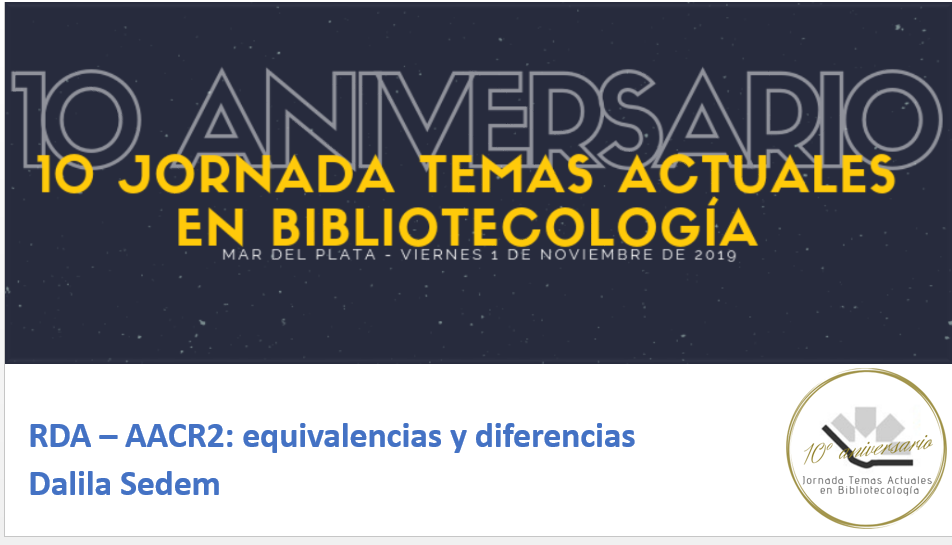 10 ANIVERSARIO
10 JORNADA TEMAS ACTUALES
EN BIBLIOTECOLOGÍA
MAR DEL PLATA - VIERNES 1 DE NOVIEMBRE DE 2019
RDA – AACR2: equivalencias y diferencias
Dalila Sedem
10º aniversario
Jornada Temas Actuales
en Bibliotecología